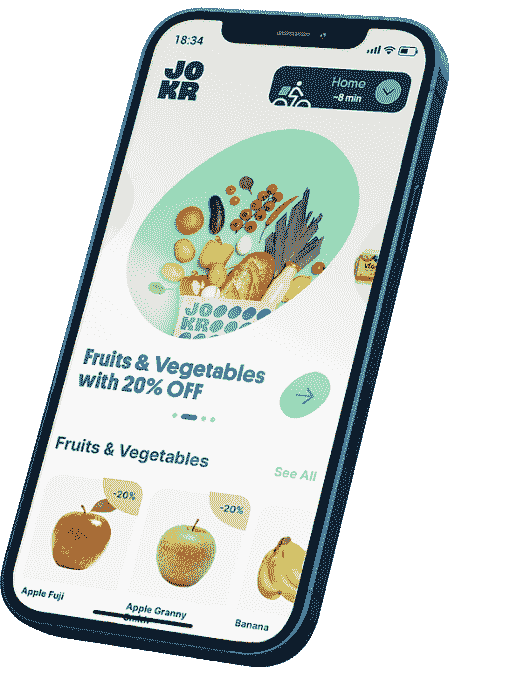 18:34
JO
KR
Home
~8 min
JO
KR
Fruits & Vegetables
with 20% OFF
Fruits & Vegetables
See All
-20%
-20%
Apple Fuji
Apple Granny
Smith
Banana